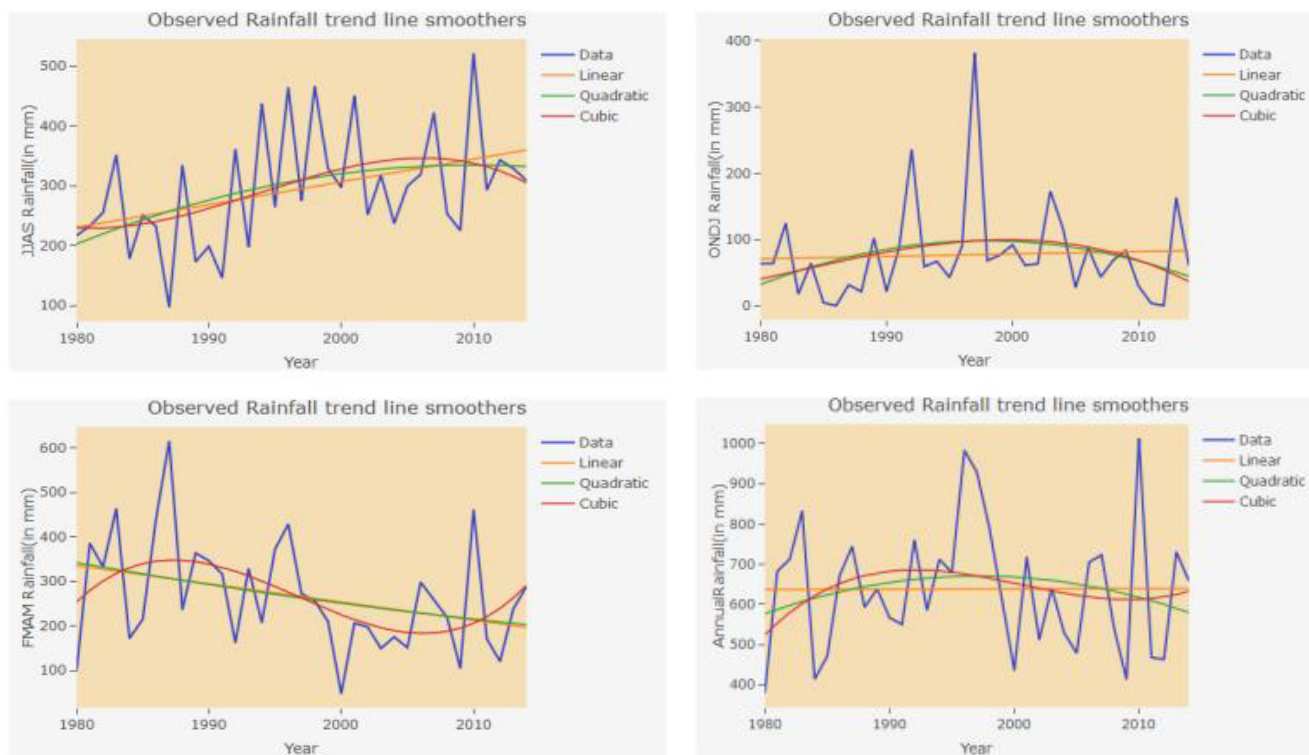 Observed Rainfall trend line smoothers
JJAS Rainfall(in mm)
500
400
300
200
100
1980
1990
2000
2010
Year
Data
Linear
Quadratic
Cubic
Observed Rainfall trend line smoothers
ONDJ Rainfall(in mm)
400
300
200
100
0
1980
1990
2000
2010
Year
Data
Linear
Quadratic
Cubic
Observed Rainfall trend line smoothers
FMAM Rainfall(in mm)
600
500
400
300
200
100
1980
1990
2000
2010
Year
Data
Linear
Quadratic
Cubic
Observed Rainfall trend line smoothers
AnnualRainfall(in mm)
1000
900
800
700
600
500
400
1980
1990
2000
2010
Year
Data
Linear
Quadratic
Cubic